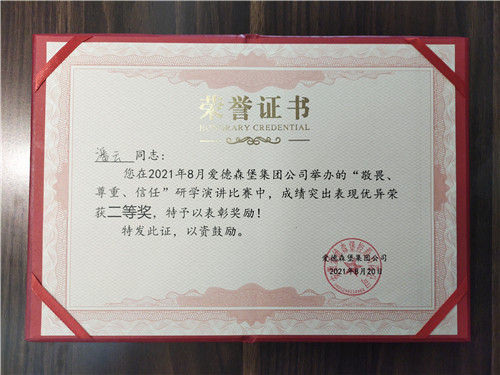 荣誉证书
HONORARY CREDENTIAL
潘云 同志:
您在2021年8月爱德森堡集团公司举办的“敬畏、
尊重、信任”研学演讲比赛中，成绩突出表现优异荣
获二等奖，特予以表彰奖励！
特发此证，以资鼓励。
爱德森堡集团公司
2021年8月20日